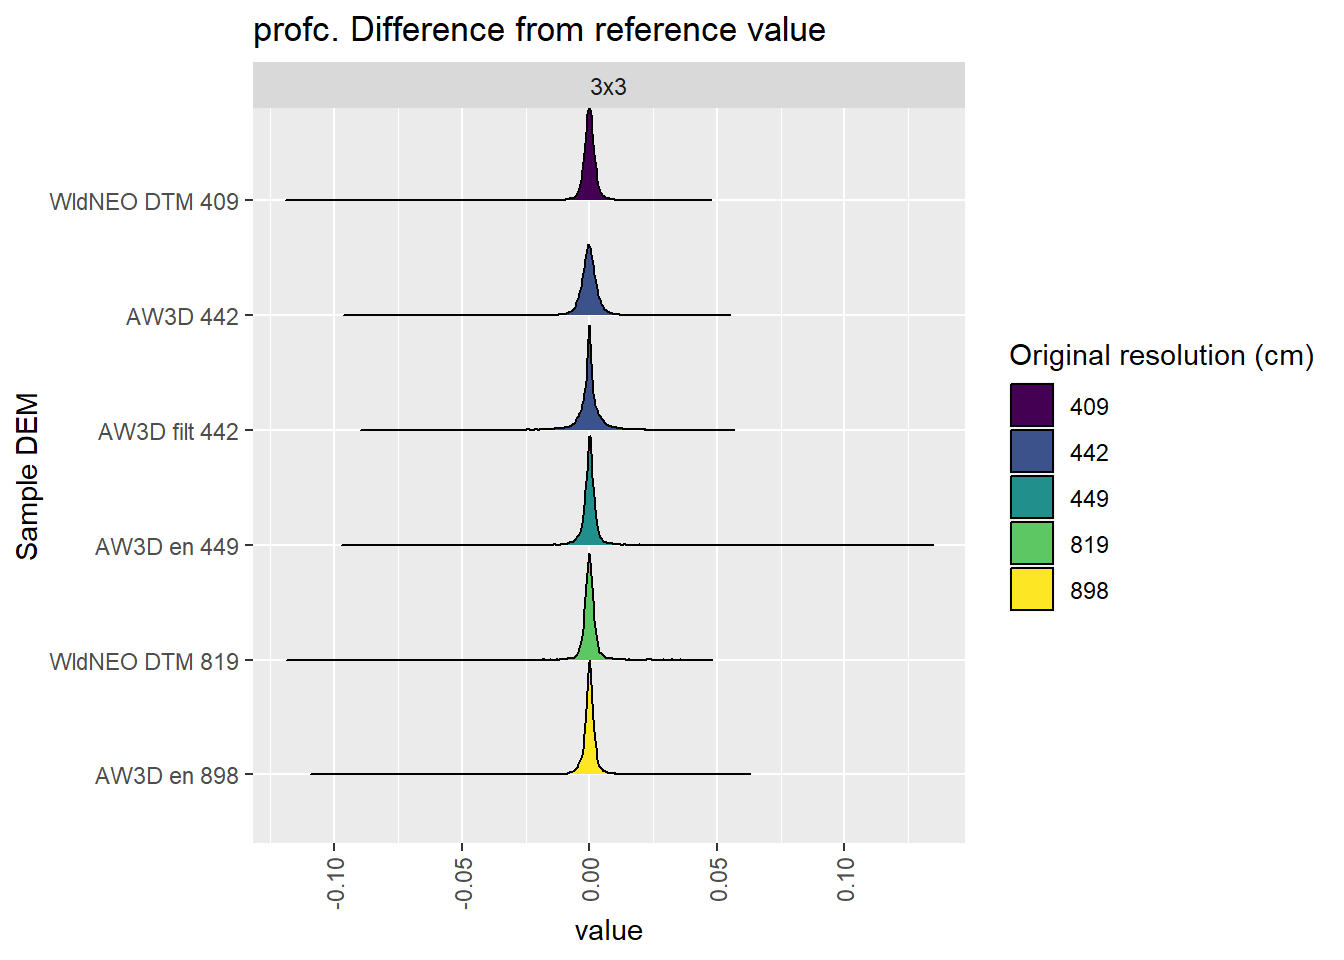 profc. Difference from reference value
3x3
Sample DEM
WldNEO DTM 409
AW3D 442
AW3D filt 442
AW3D en 449
WldNEO DTM 819
AW3D en 898
-0.10
-0.05
0.00
0.05
0.10
value
Original resolution (cm)
409
442
449
819
898